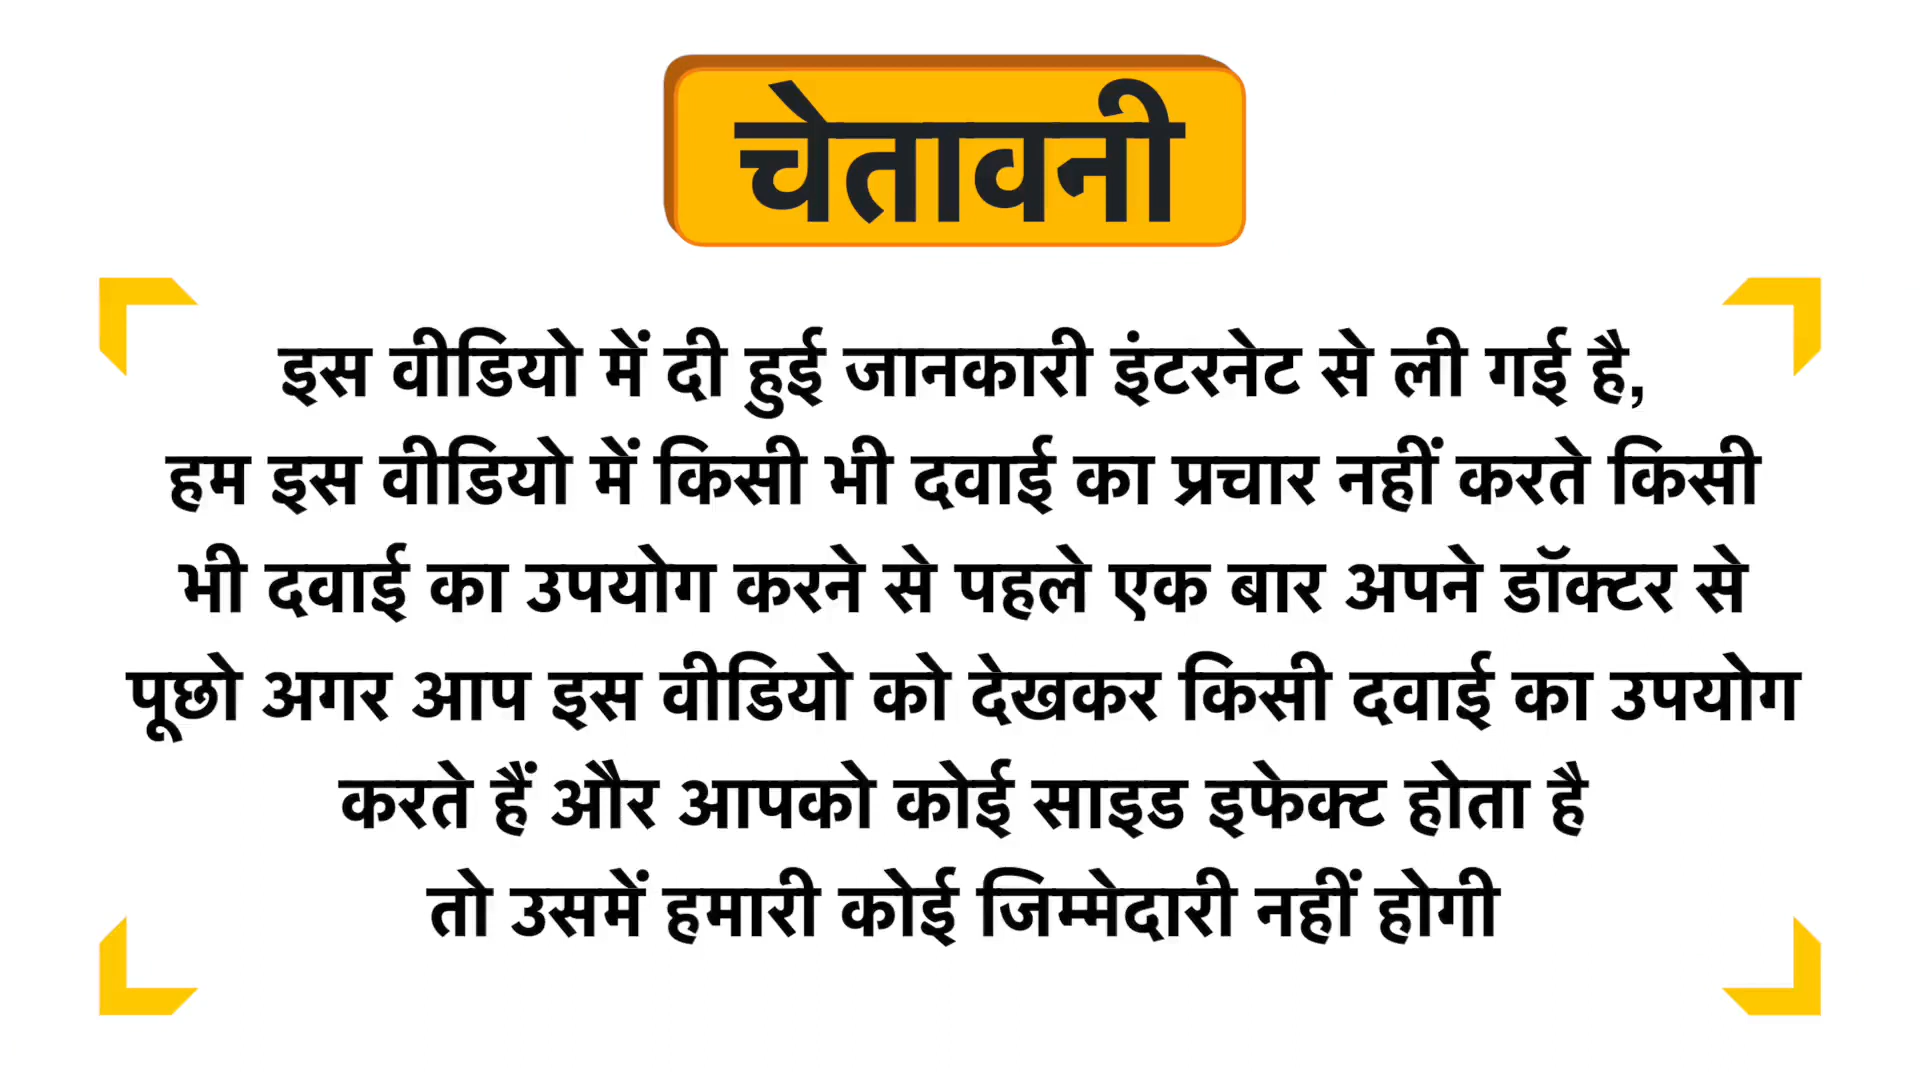 चेतावनी
इस वीडियो में दी हुई जानकारी इंटरनेट से ली गई है,
हम इस वीडियो में किसी भी दवाई का प्रचार नहीं करते किसी
भी दवाई का उपयोग करने से पहले एक बार अपने डॉक्टर से
पूछो अगर आप इस वीडियो को देखकर किसी दवाई का उपयोग
करते हैं और आपको कोई साइड इफेक्ट होता है
तो उसमें हमारी कोई जिम्मेदारी नहीं होगी